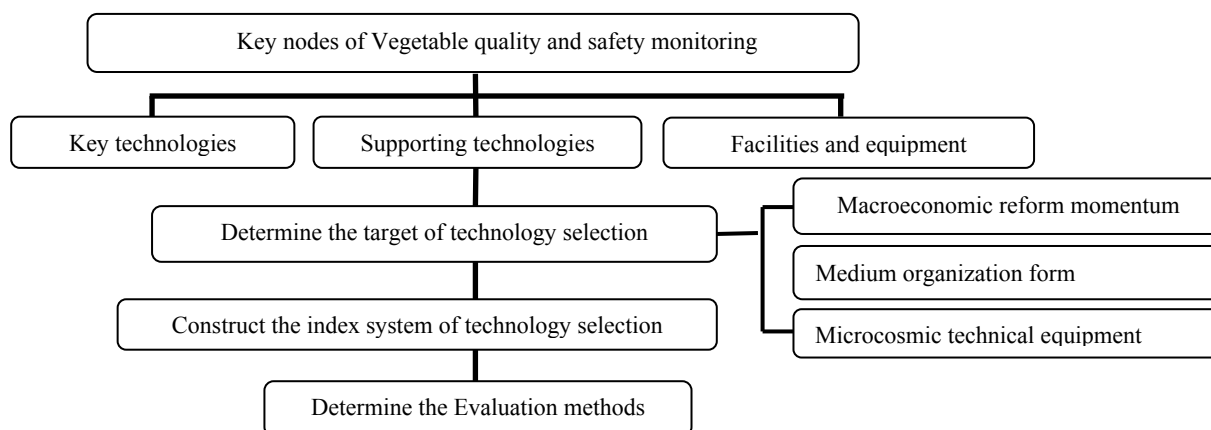 Key nodes of Vegetable quality and safety monitoring
Key technologies
Supporting technologies
Facilities and equipment
Macroeconomic reform momentum
Determine the target of technology selection
Medium organization form
Construct the index system of technology selection
Microcosmic technical equipment
Determine the Evaluation methods